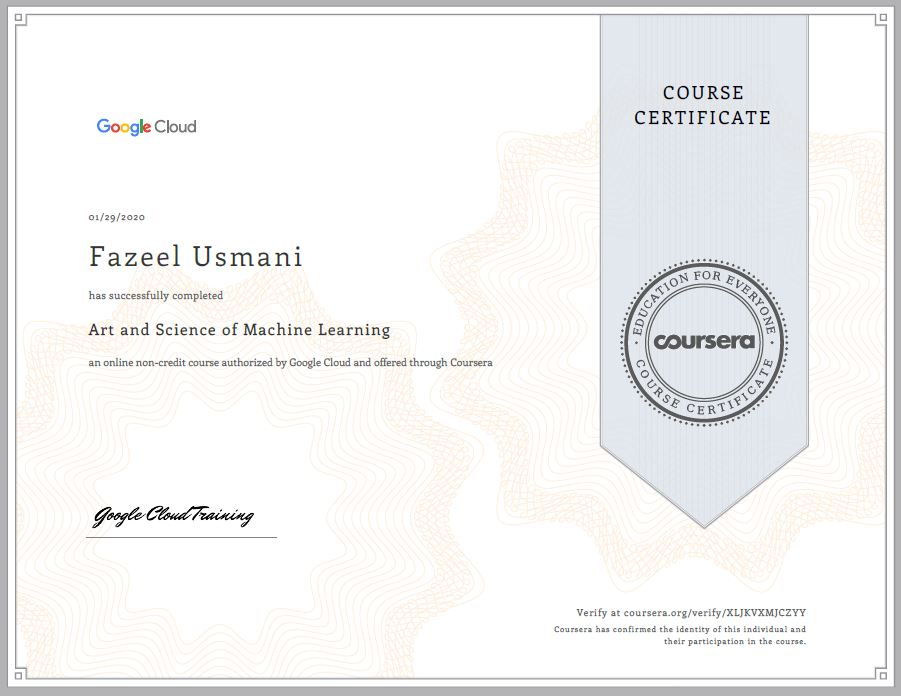 COURSE
CERTIFICATE
Google Cloud
01/29/2020
Fazeel Usmani
has successfully completed
Art and Science of Machine Learning
an online non-credit course authorized by Google Cloud and offered through Coursera
EDUCATION FOR EVERYONE
coursera
COURSE CERTIFICATE
Google Cloud Training
Verify at coursera.org/verify/XLJKVXMJCZYY
Coursera has confirmed the identity of this individual and
their participation in the course.